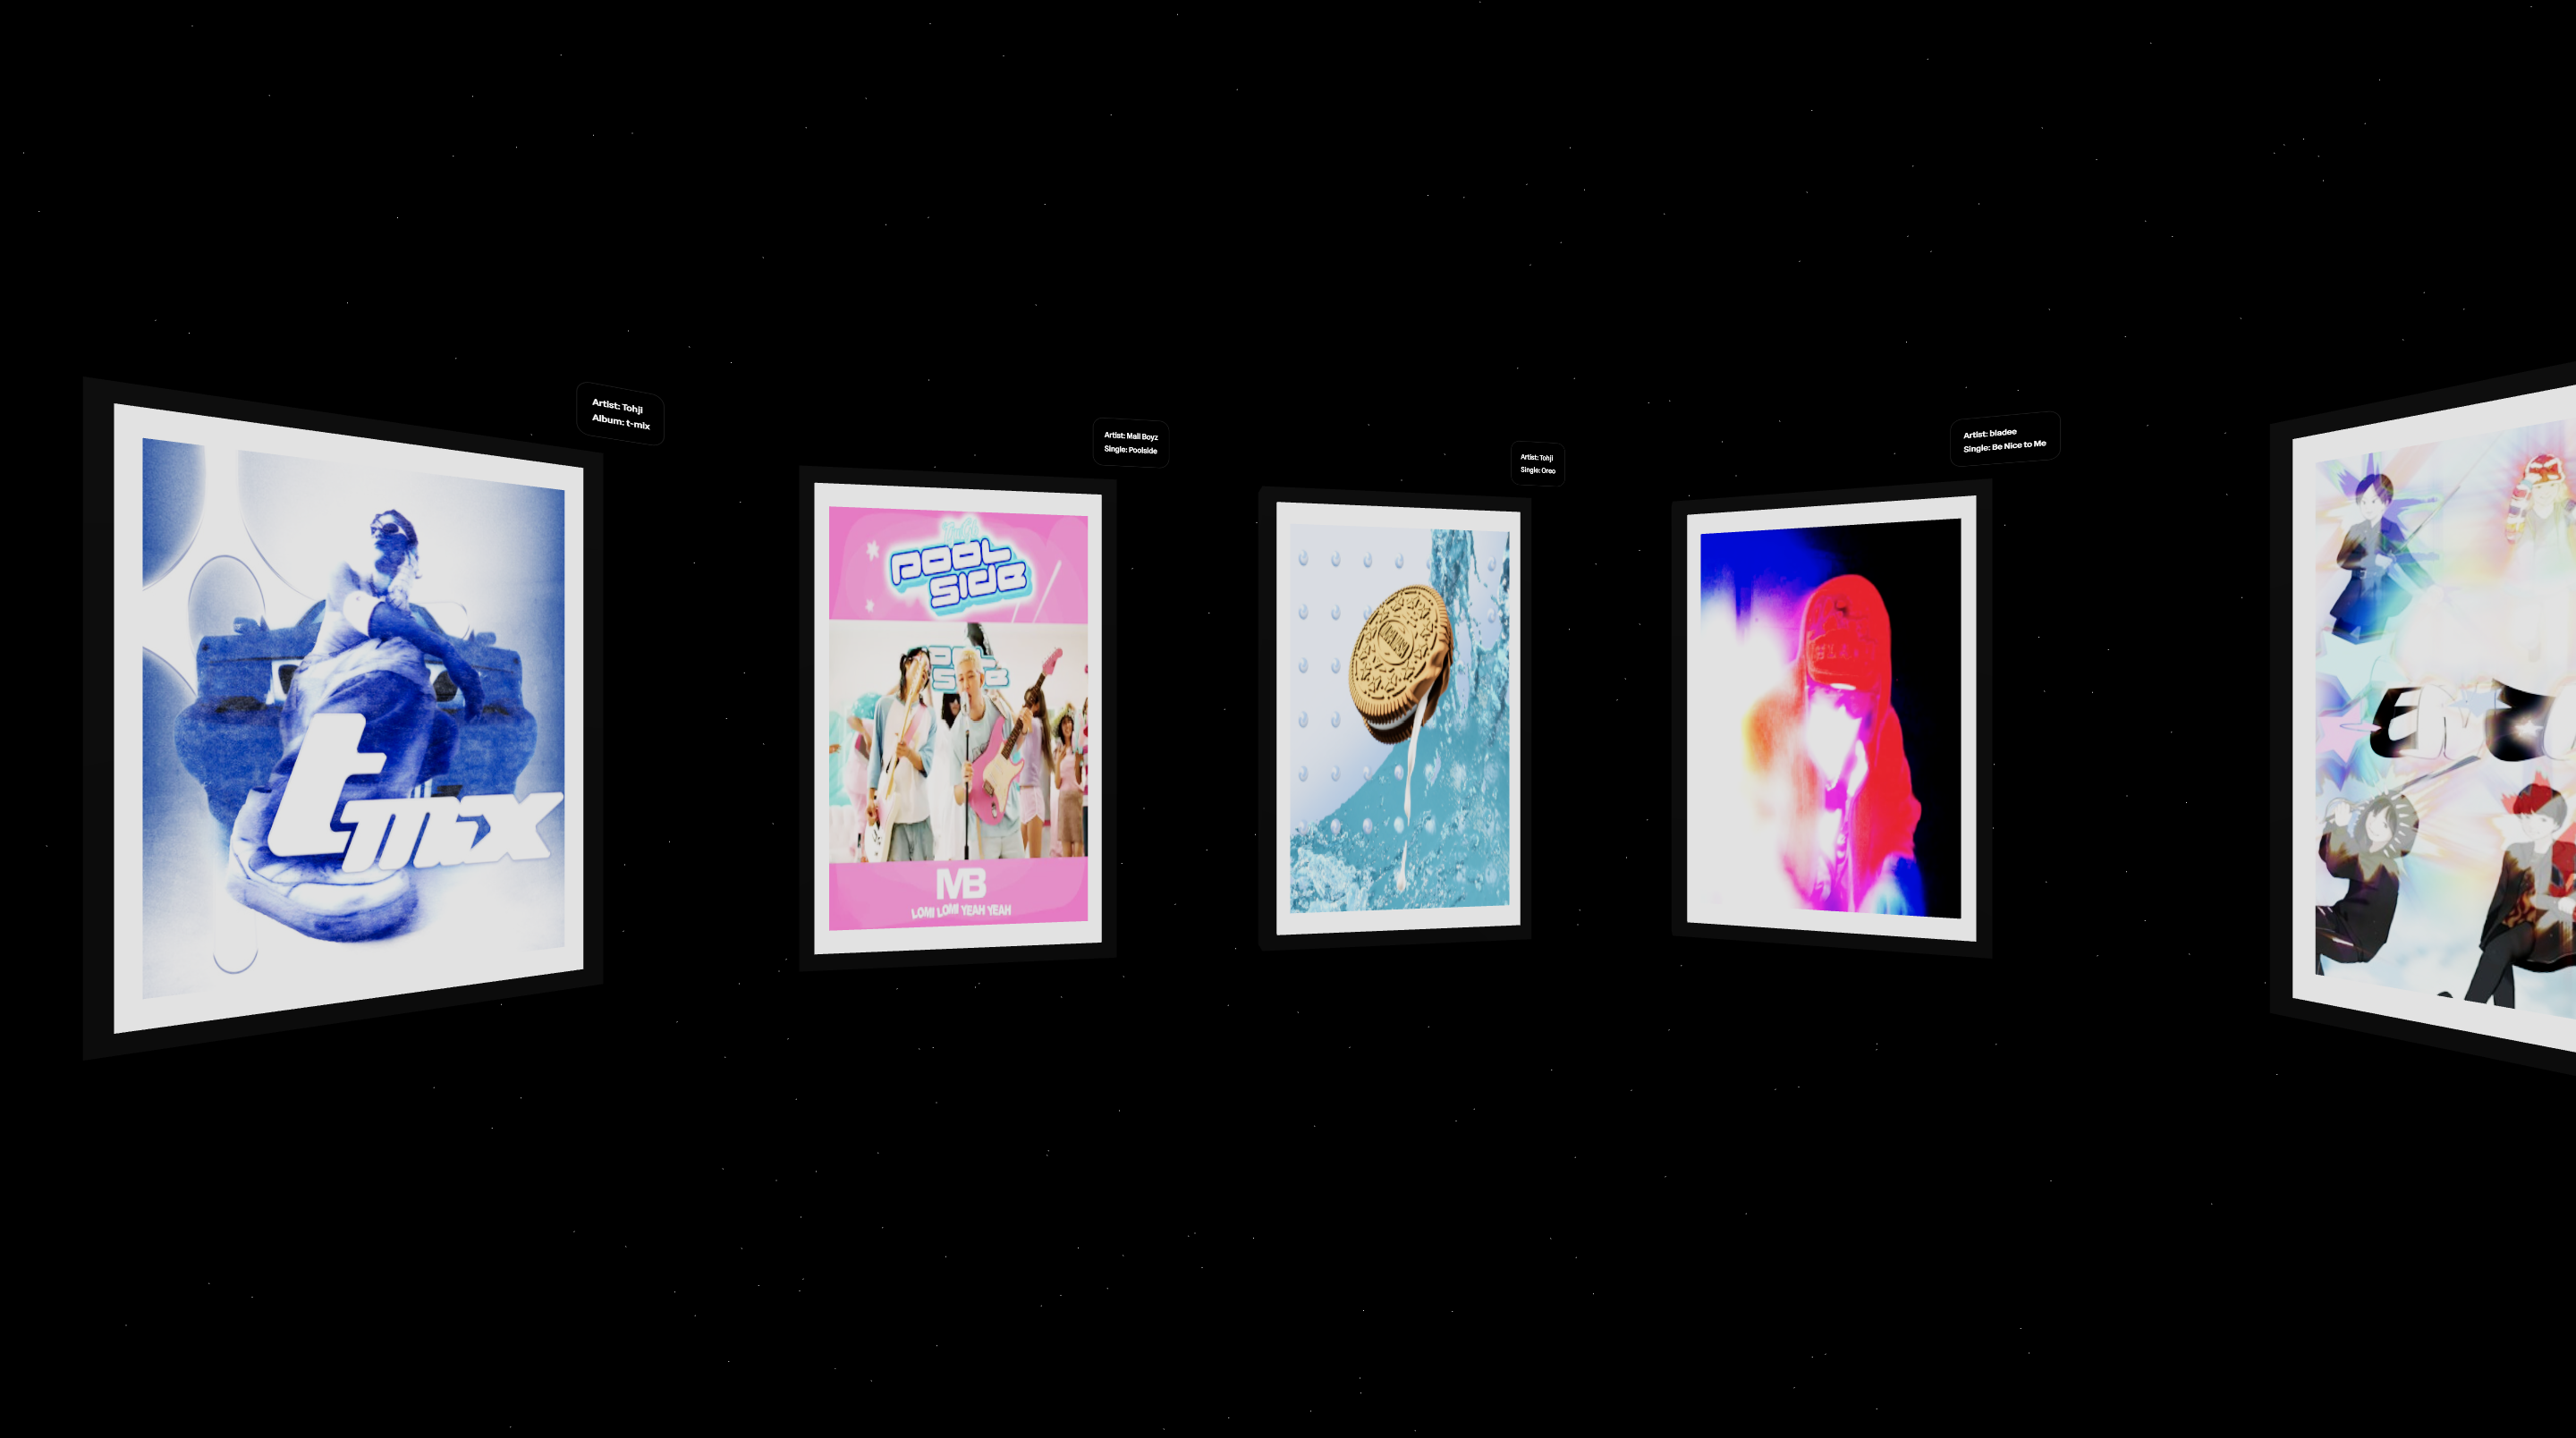 Artist: Tohji
Album: t-mix
t mix
Artist: Mall Boyz
Single: Poolside
POOL
SIDE
MB
LOMI LOMI YEAH YEAH
Artist: Tohji
Single: Oreo
Artist: bladee
Single: Be Nice to Me